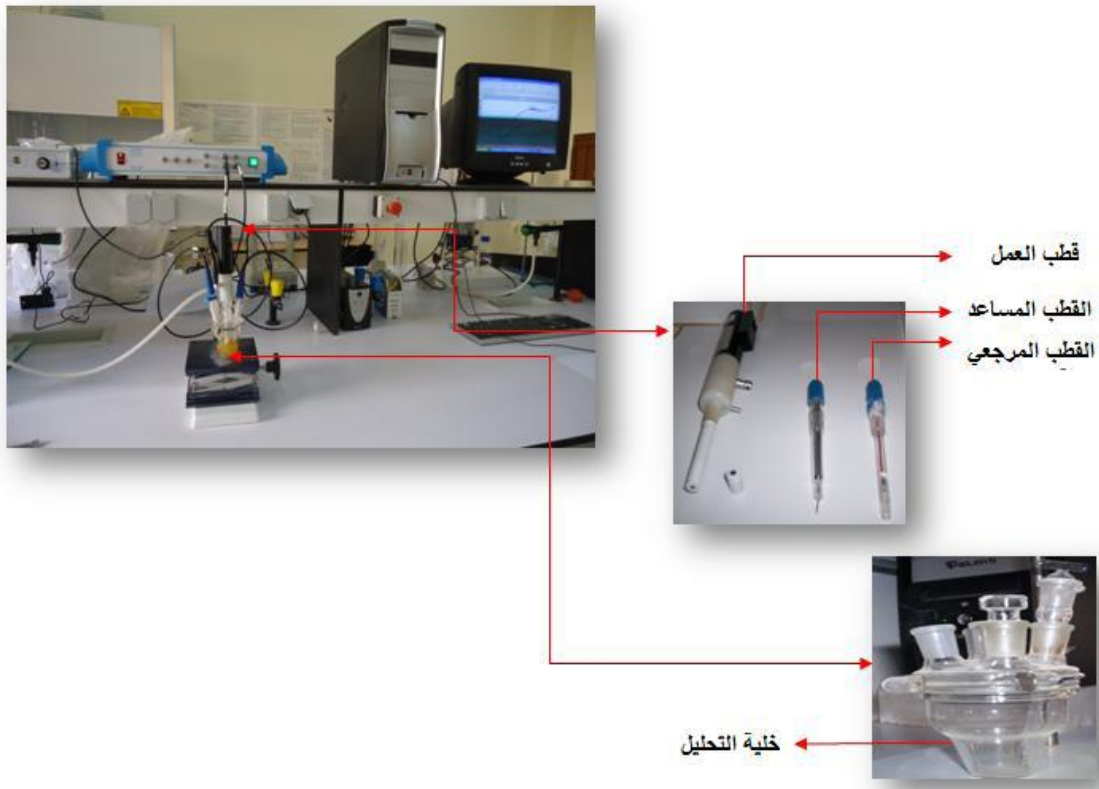 قطب العمل
القطب المساعد
القطب المرجعي
خلية التحليل